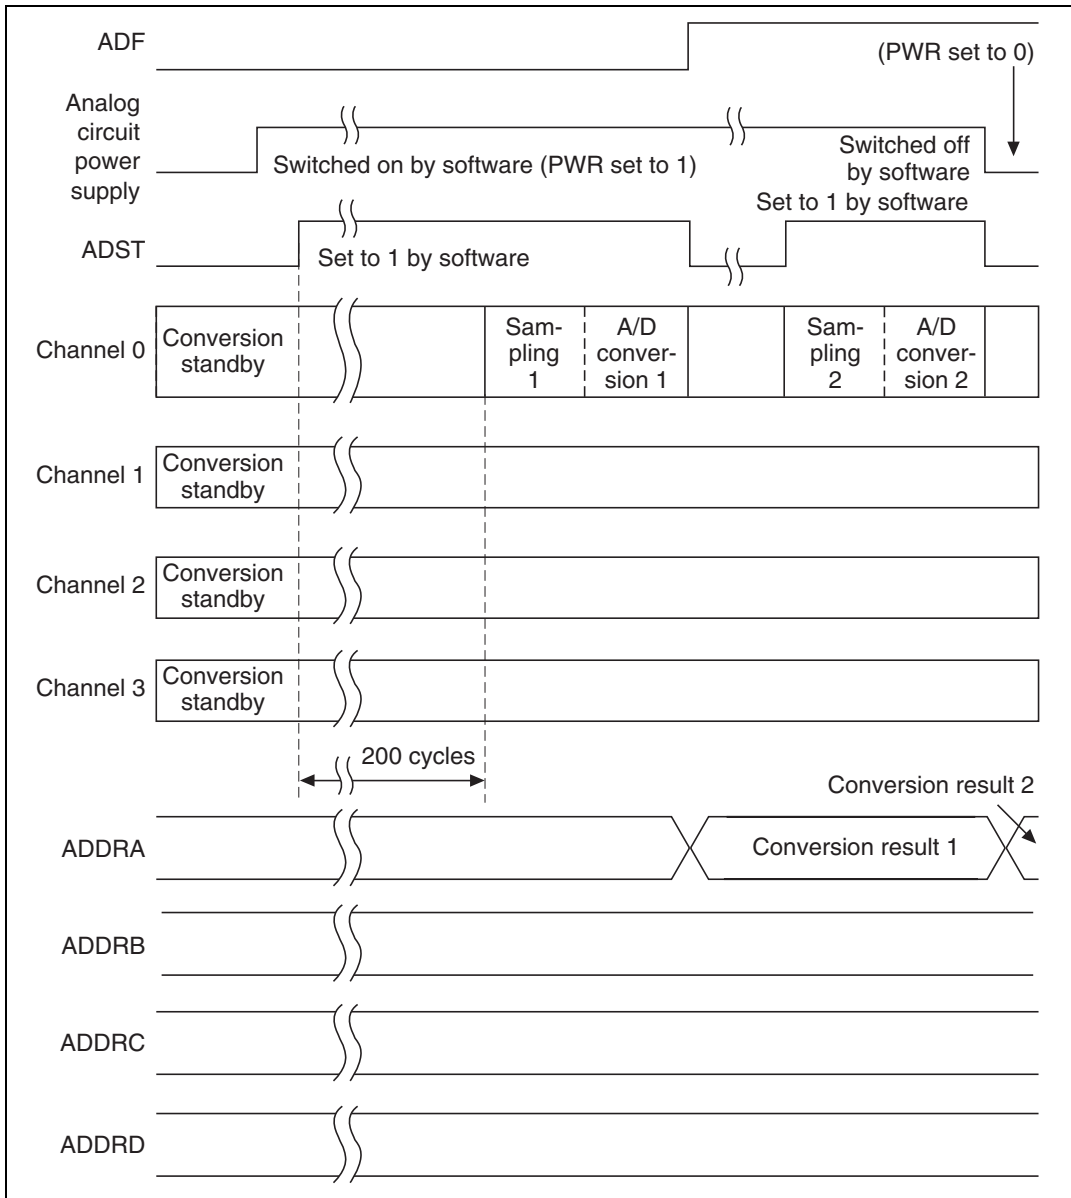 ADF
(PWR set to 0)
Analog
circuit
power
supply
Switched on by software (PWR set to 1)
Switched off
by software
Set to 1 by software
ADST
Set to 1 by software
Channel 0
Conversion
standby
Sam-
pling
1
A/D
conver-
sion 1
Sam-
pling
2
A/D
conver-
sion 2
Channel 1
Conversion
standby
Channel 2
Conversion
standby
Channel 3
Conversion
standby
200 cycles
Conversion result 2
ADDRA
Conversion result 1
ADDRB
ADDRC
ADDRD